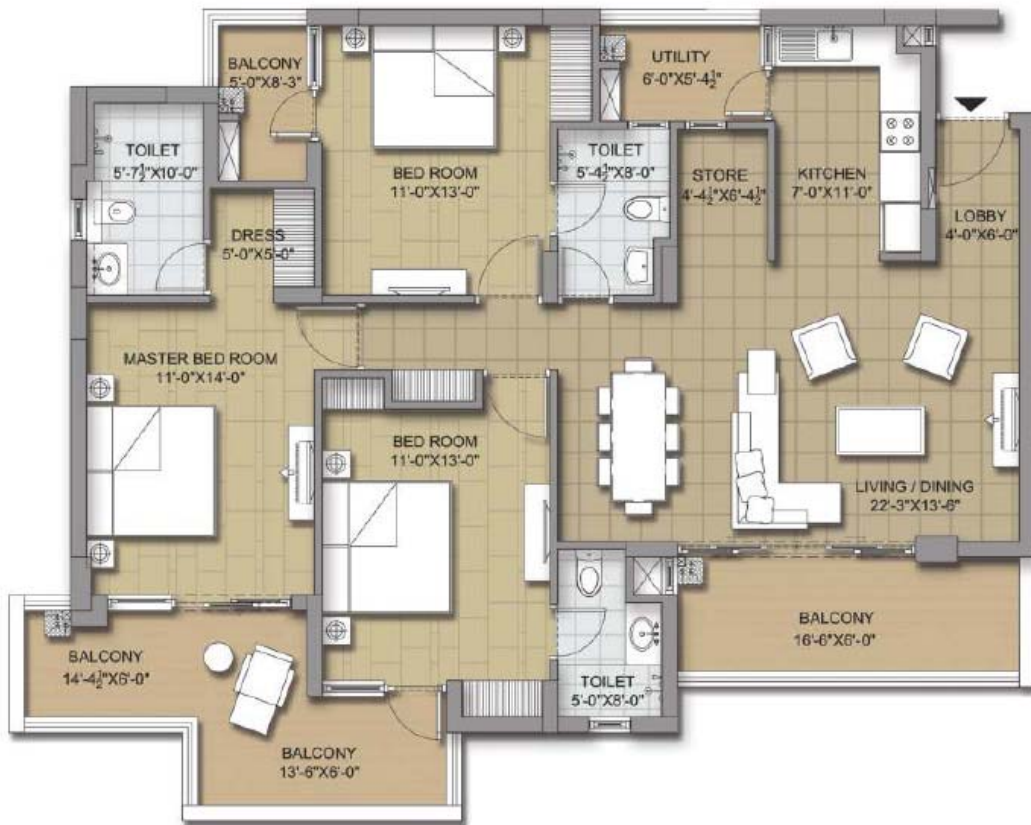 BALCONY
5'-0"X8'-3"
UTILITY
6'-0"X5'-4½"
TOILET
5'-7½"X10'-0"
BED ROOM
11'-0"X13'-0"
TOILET
5'-4½"X8'-0"
STORE
4'-4½"X6'-4½"
KITCHEN
7'-0"X11'-0"
LOBBY
4'-0"X6'-0"
DRESS
5'-0"X5'-0"
MASTER BED ROOM
11'-0"X14'-0"
BED ROOM
11'-0"X13'-0"
LIVING / DINING
22'-3"X13'-6"
BALCONY
14'-4½"X6'-0"
BALCONY
16'-6"X6'-0"
TOILET
5'-0"X8'-0"
BALCONY
13'-6"X6'-0"